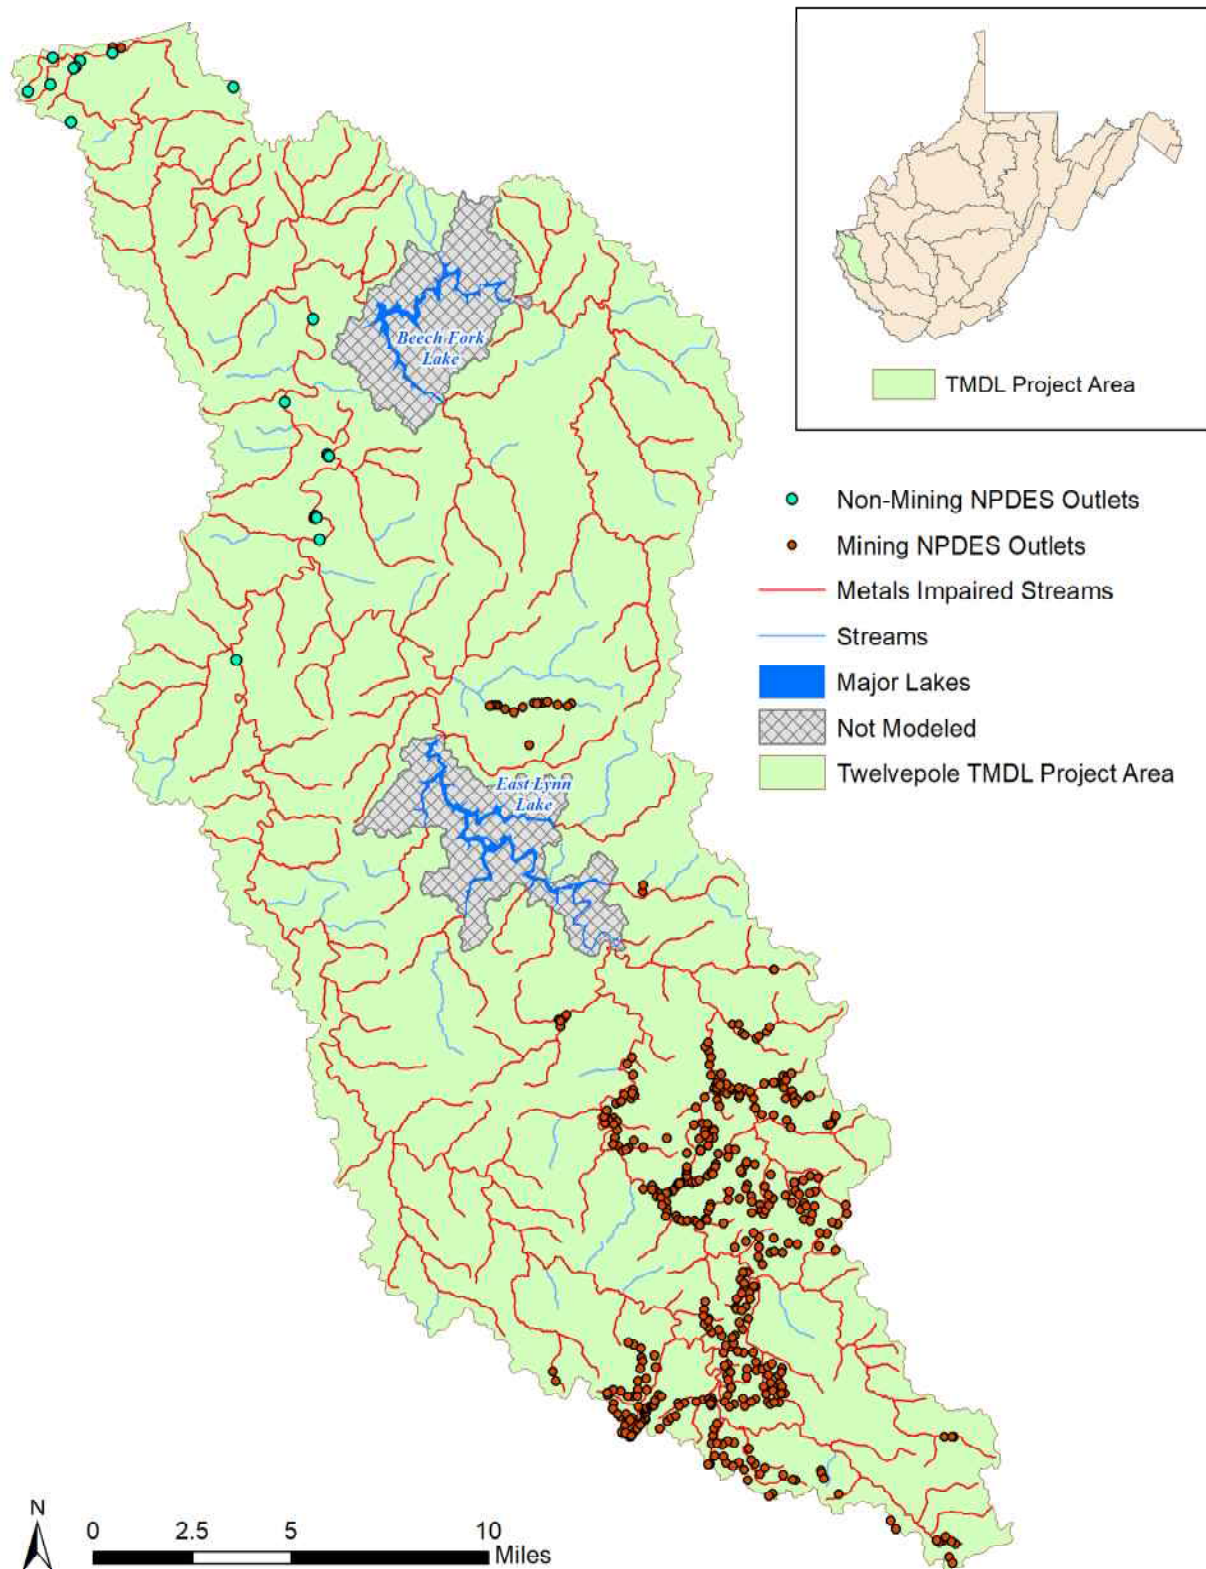 TMDL Project Area
Non-Mining NPDES Outlets
Mining NPDES Outlets
Metals Impaired Streams
Streams
Major Lakes
Not Modeled
Twelvepole TMDL Project Area
Beech Fork
Lake
East Lynn
Lake
N
0 2.5 5 10
Miles